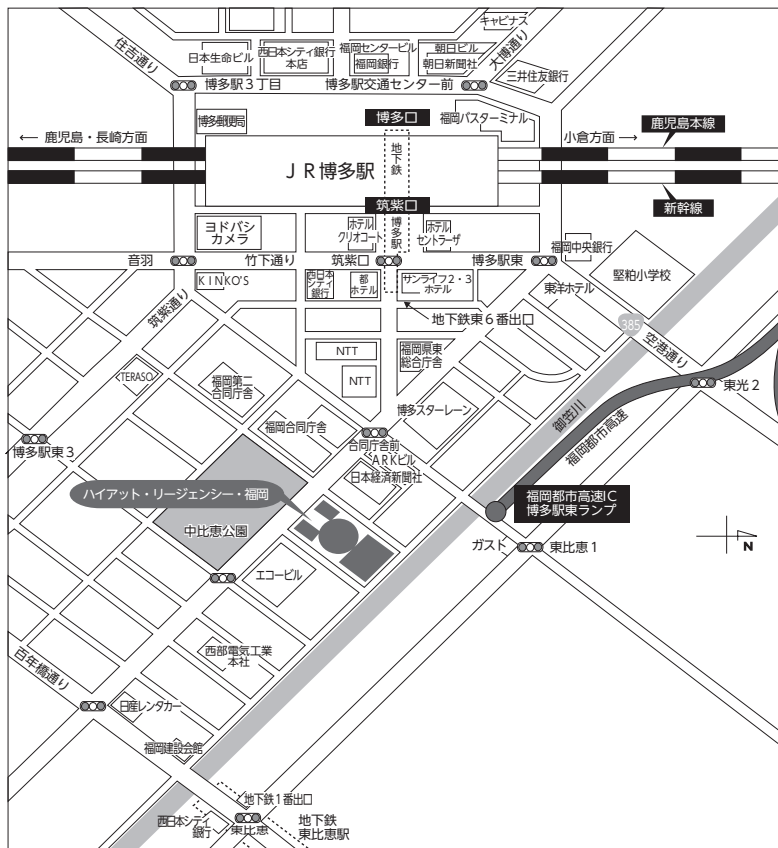 キャビナス
住吉通り
大博通り
日本生命ビル
西日本シティ銀行
本店
福岡センタービル
福岡銀行
朝日ビル
朝日新聞社
三井住友銀行
博多駅3丁目
博多駅交通センター前
博多郵便局
博多口
福岡バスターミナル
← 鹿児島・長崎方面
小倉方面 →
鹿児島本線
地下鉄
JR博多駅
筑紫口
新幹線
博多駅
ヨドバシ
カメラ
ホテル
クリオコート
ホテル
セントラーザ
福岡中央銀行
音羽
竹下通り
筑紫口
博多駅東
堅粕小学校
KINKO'S
西日本
シティ
銀行
都
ホテル
サンライフ2・3
ホテル
東洋ホテル
筑紫通り
地下鉄東6番出口
385
空港通り
NTT
福岡県東
総合庁舎
TERASO
福岡第二
合同庁舎
NTT
東光2
博多スターレーン
御笠川
福岡都市高速
福岡合同庁舎
博多駅東3
合同庁舎前
ARKビル
日本経済新聞社
ハイアット・リージェンシー・福岡
福岡都市高速IC
博多駅東ランプ
中比恵公園
ガスト
東比恵1
N
エコービル
西部電気工業
本社
百年橋通り
日産レンタカー
福岡建設会館
地下鉄1番出口
西日本シティ
銀行
東比恵
地下鉄
東比恵駅